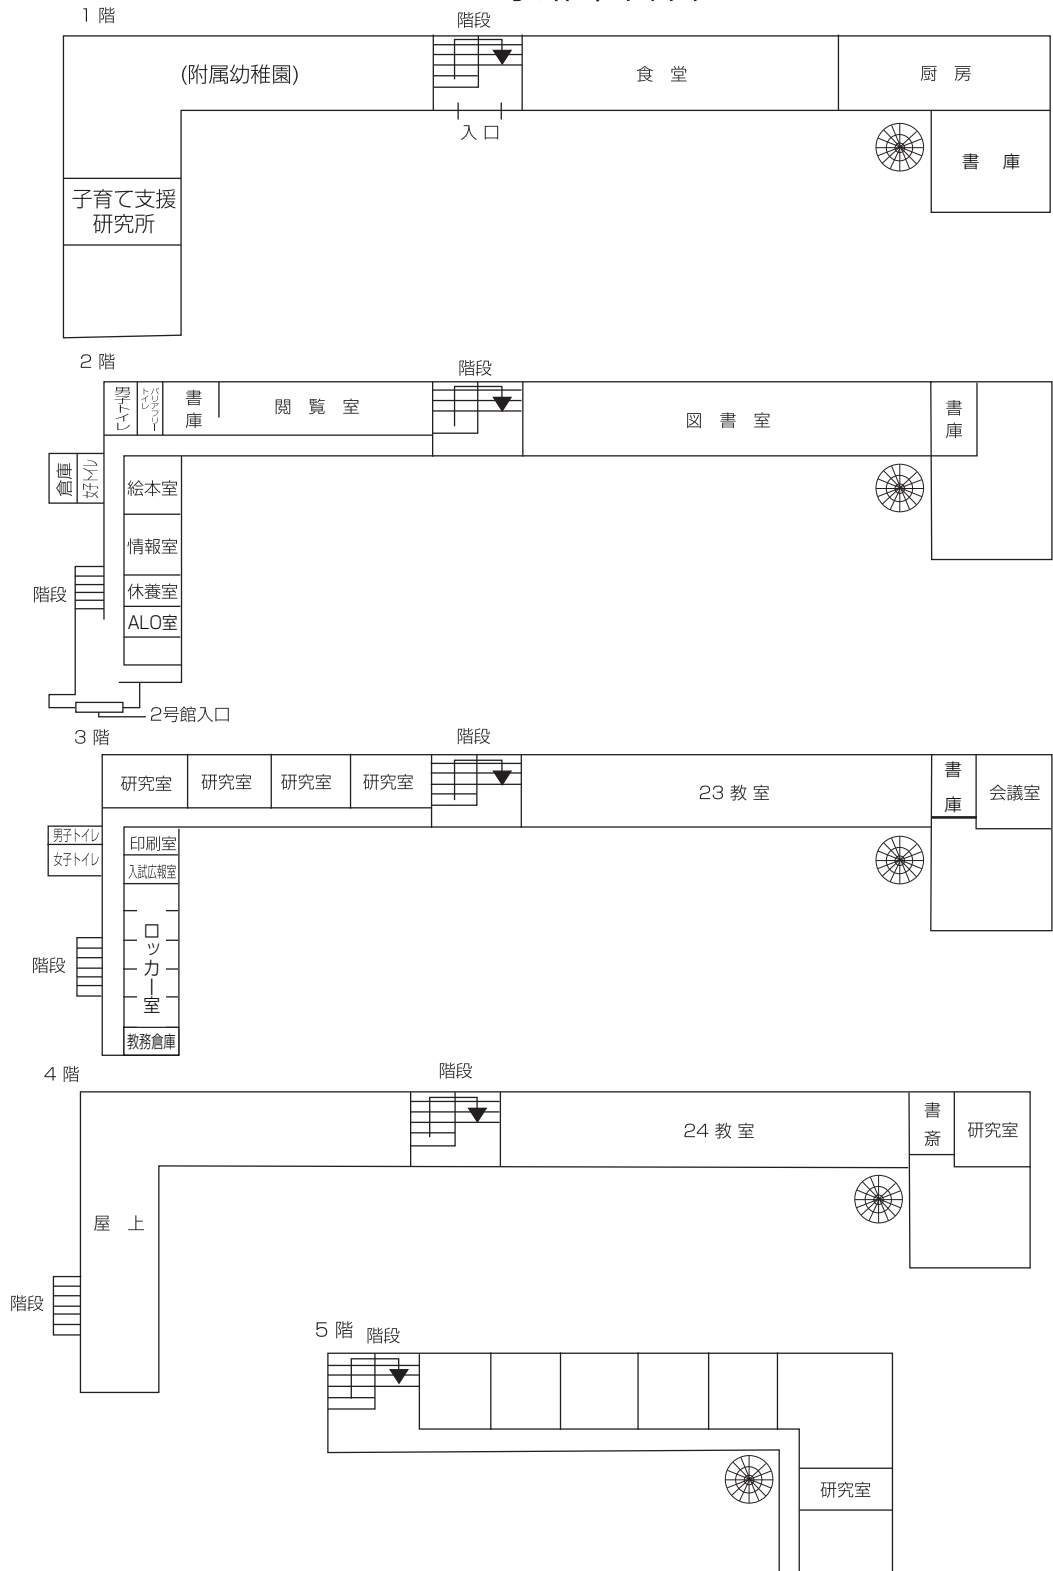 1 階
階段
(附属幼稚園)
食 堂
厨 房
入 口
書 庫
子育て支援
研究所
2 階
階段
男子トイレ
バリアフリー
トイレ
書
庫
閲 覧 室
図 書 室
書
庫
倉庫
女子トイレ
絵本室
情報室
階段
休養室
ALO室
2号館入口
3 階
階段
研究室
研究室
研究室
研究室
23 教 室
書
庫
会議室
男子トイレ
女子トイレ
印刷室
入試広報室
ロッカー室
階段
教務倉庫
4 階
階段
24 教 室
書
斎
研究室
屋 上
階段
5 階
階段
研究室